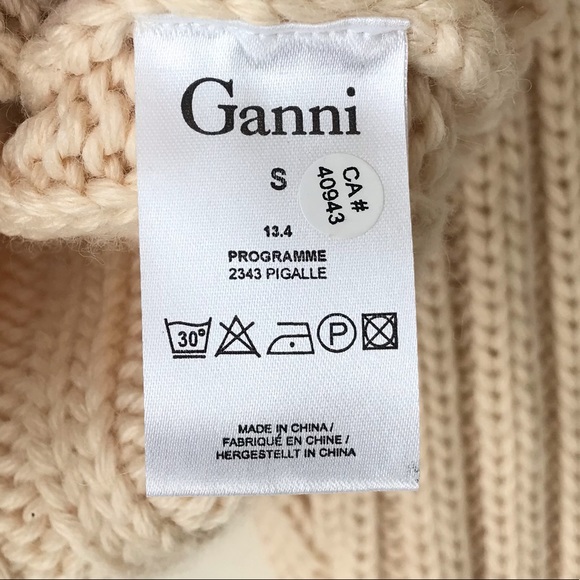 Ganni
S
CA#
40943
13.4
PROGRAMME
2343 PIGALLE
30°
P
MADE IN CHINA /
FABRIQUÉ EN CHINE /
HERGESTELLT IN CHINA